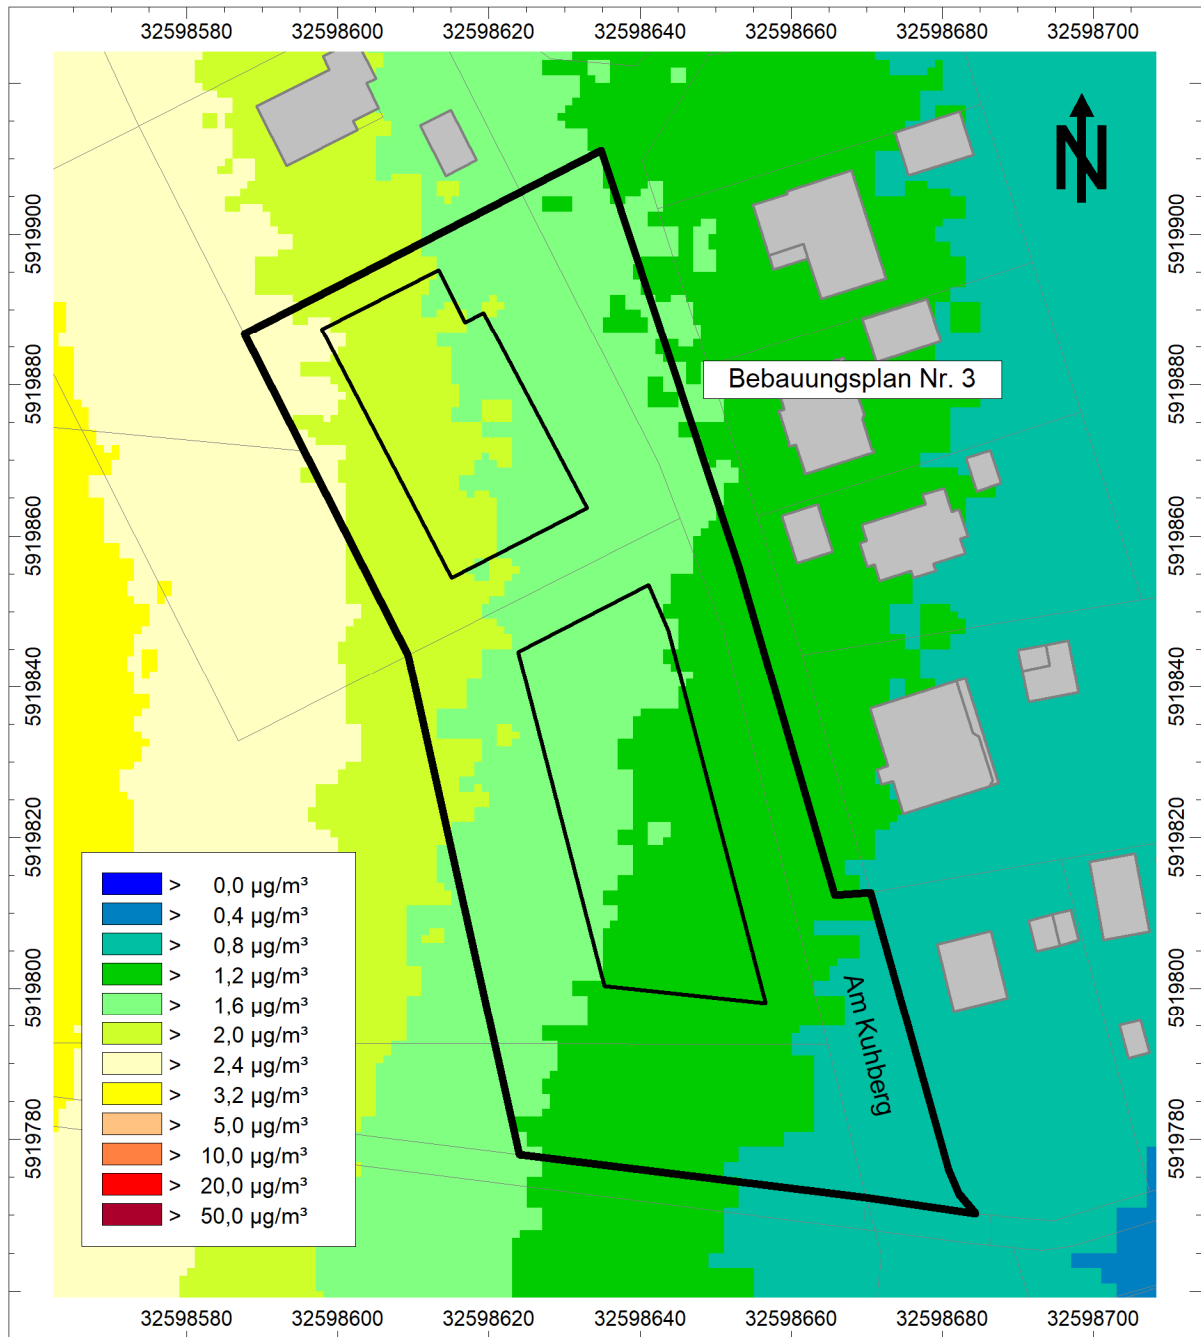 32598580 32598600 32598620 32598640 32598660 32598680 32598700
N
5919900 5919900
5919880 5919880
Bebauungsplan Nr. 3
5919860 5919860
5919840 5919840
5919820 5919820
> 0,0 µg/m³
> 0,4 µg/m³
> 0,8 µg/m³
> 1,2 µg/m³
> 1,6 µg/m³
> 2,0 µg/m³
> 2,4 µg/m³
> 3,2 µg/m³
> 5,0 µg/m³
> 10,0 µg/m³
> 20,0 µg/m³
> 50,0 µg/m³
5919800 5919800
Am Kuhberg
5919780 5919780
32598580 32598600 32598620 32598640 32598660 32598680 32598700